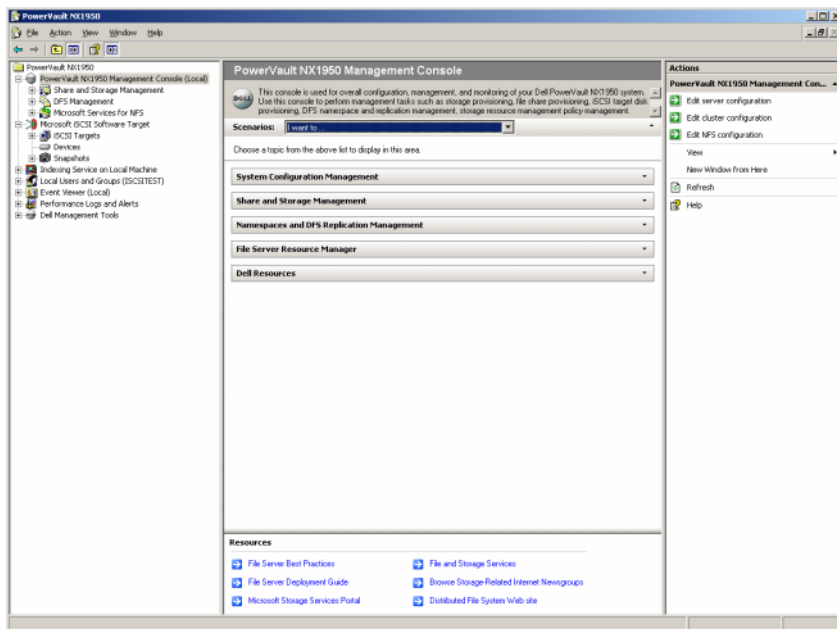 PowerVault NX1950
File Action View Window Help
PowerVault NX1950
PowerVault NX1950 Management Console (Local)
Share and Storage Management
DFS Management
Microsoft Services for NFS
Microsoft iSCSI Software Target
iSCSI Targets
Devices
Snapshots
Indexing Service on Local Machine
Local Users and Groups (ISCSITEST)
Event Viewer (Local)
Performance Logs and Alerts
Dell Management Tools
PowerVault NX1950 Management Console
DELL
This console is used for overall configuration, management, and monitoring of your Dell PowerVault NX1950 system.
Use this console to perform management tasks such as storage provisioning, file share provisioning, iSCSI target disk
provisioning, DFS namespace and replication management, storage resource management policy management.
Scenarios: I want to ...
Choose a topic from the above list to display in this area.
System Configuration Management
Share and Storage Management
Namespaces and DFS Replication Management
File Server Resource Manager
Dell Resources
Resources
File Server Best Practices
File and Storage Services
File Server Deployment Guide
Browse Storage-Related Internet Newsgroups
Microsoft Storage Services Portal
Distributed File System Web site
Actions
PowerVault NX1950 Management Con...
Edit server configuration
Edit cluster configuration
Edit NFS configuration
View
New Window from Here
Refresh
Help